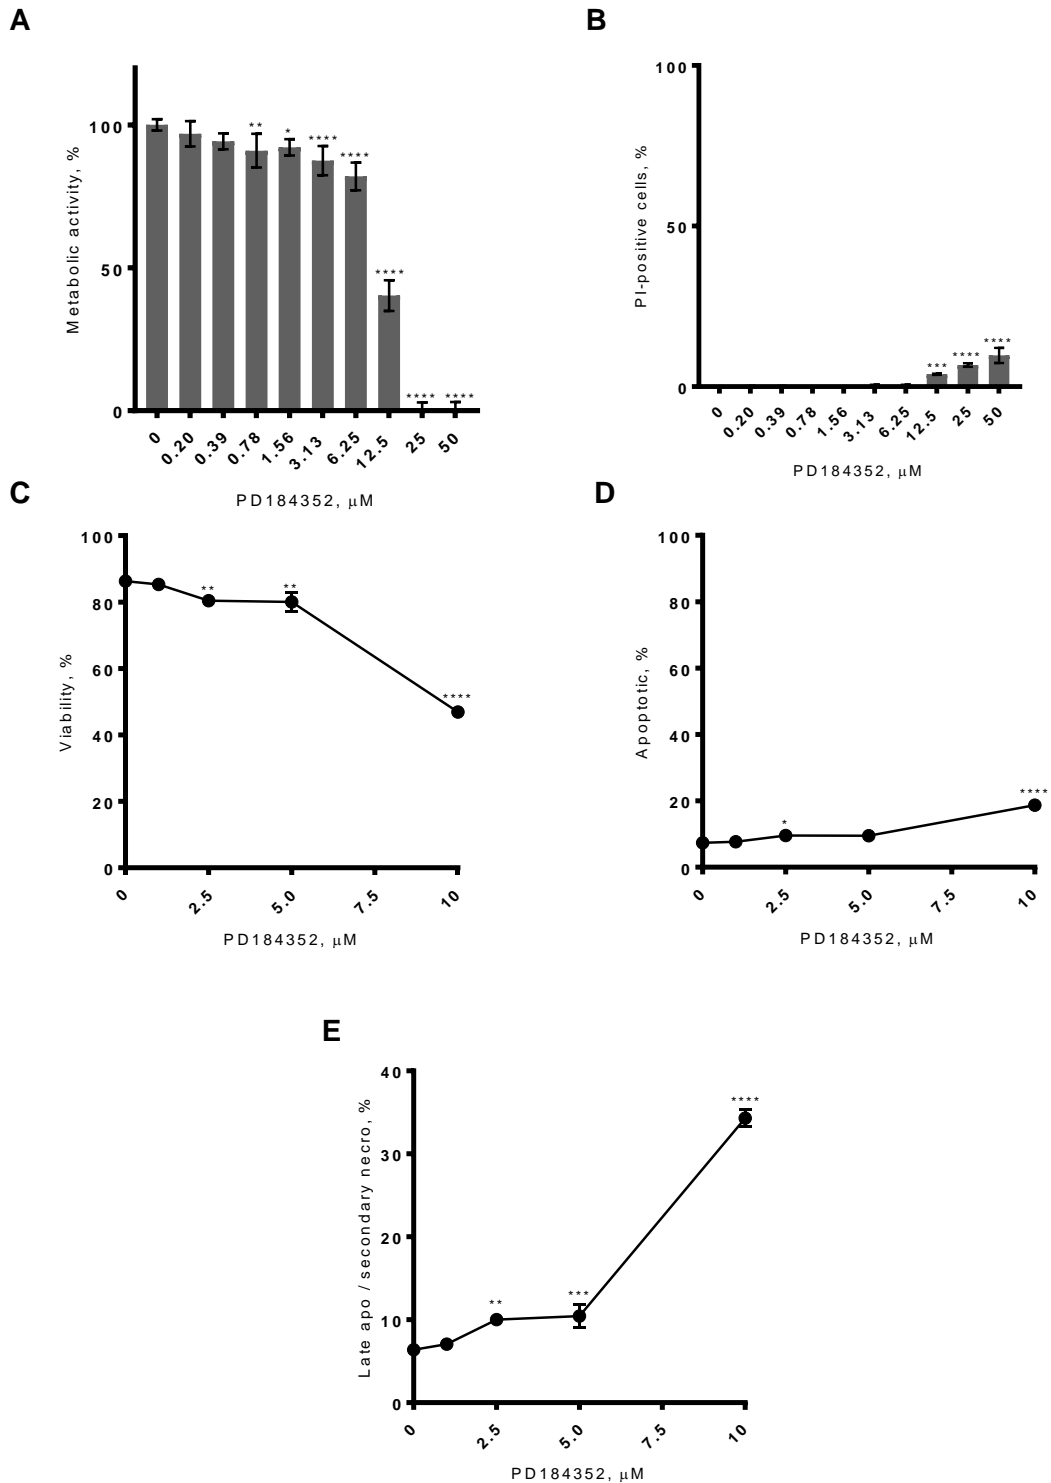 A
Metabolic activity, %
100
50
0
** * **** **** **** **** ****
0 0.20 0.39 0.78 1.56 3.13 6.25 12.5 25 50
PD184352, μM
B
PI-positive cells, %
100
50
0
*** **** ****
0 0.20 0.39 0.78 1.56 3.13 6.25 12.5 25 50
PD184352, μM
C
Viability, %
100
80
60
40
20
0
** ** ****
0 2.5 5.0 7.5 10
PD184352, μM
D
Apoptotic, %
100
80
60
40
20
0
* ****
0 2.5 5.0 7.5 10
PD184352, μM
E
Late apo / secondary necro, %
40
30
20
10
0
** *** ****
0 2.5 5.0 7.5 10
PD184352, μM